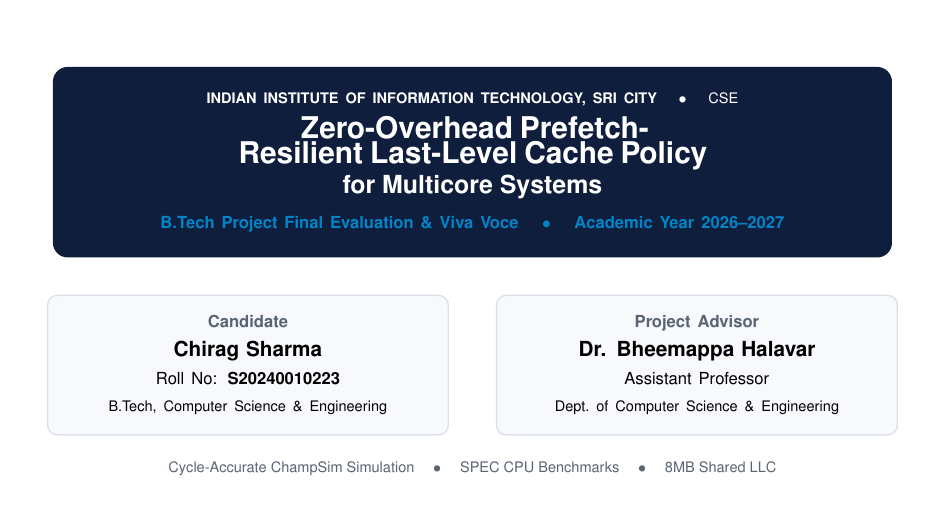 INDIAN INSTITUTE OF INFORMATION TECHNOLOGY, SRI CITY • CSE
Zero-Overhead Prefetch-
Resilient Last-Level Cache Policy
for Multicore Systems
B.Tech Project Final Evaluation & Viva Voce • Academic Year 2026–2027
Candidate
Chirag Sharma
Roll No: S20240010223
B.Tech, Computer Science & Engineering
Project Advisor
Dr. Bheemappa Halavar
Assistant Professor
Dept. of Computer Science & Engineering
Cycle-Accurate ChampSim Simulation • SPEC CPU Benchmarks • 8MB Shared LLC